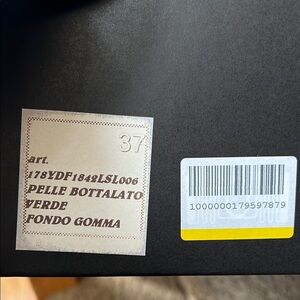 37
art.
178YDF1842LSL006
PELLE BOTTALATO
VERDE
FONDO GOMMA
1000000179597879